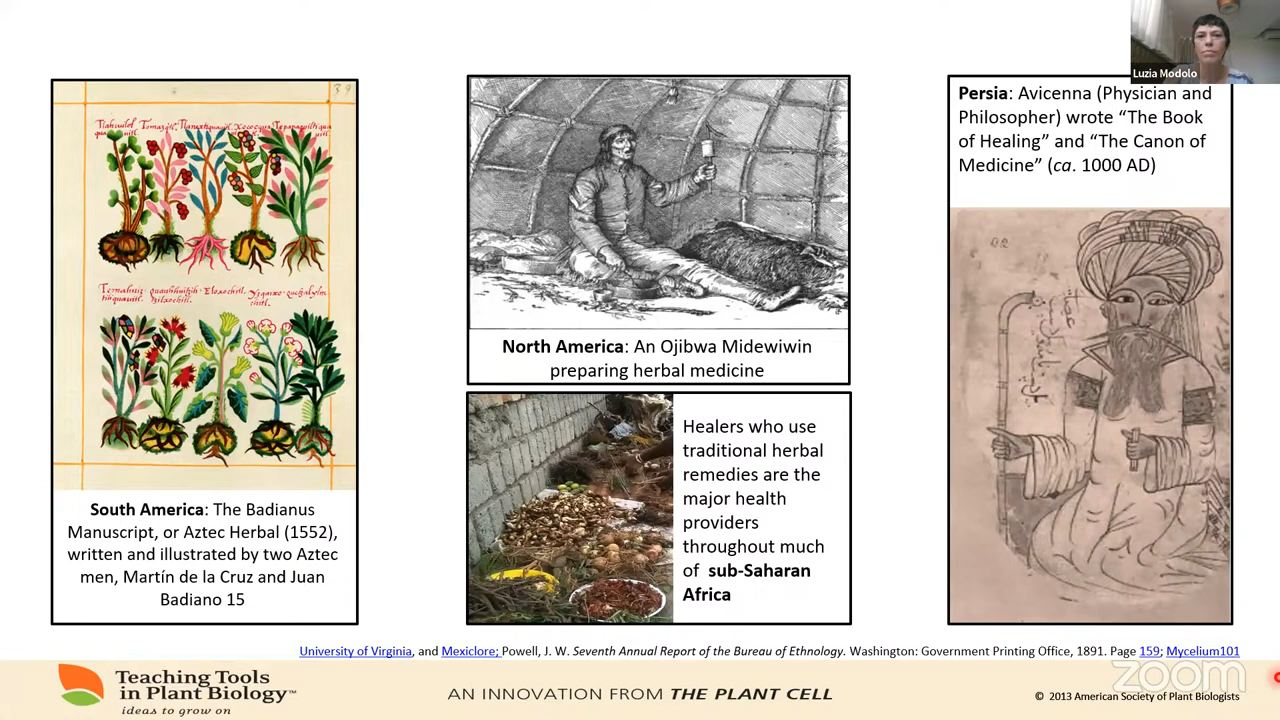 Luzia Modolo
39
South America: The Badianus
Manuscript, or Aztec Herbal (1552),
written and illustrated by two Aztec
men, Martín de la Cruz and Juan
Badiano 15
North America: An Ojibwa Midewiwin
preparing herbal medicine
Healers who use
traditional herbal
remedies are the
major health
providers
throughout much
of sub-Saharan
Africa
Persia: Avicenna (Physician and
Philosopher) wrote “The Book
of Healing” and “The Canon of
Medicine” (ca. 1000 AD)
University of Virginia, and Mexiclore; Powell, J. W. Seventh Annual Report of the Bureau of Ethnology. Washington: Government Printing Office, 1891. Page 159; Mycelium101
zoom
Teaching Tools
in Plant Biology™
ideas to grow on
AN INNOVATION FROM THE PLANT CELL
© 2013 American Society of Plant Biologists